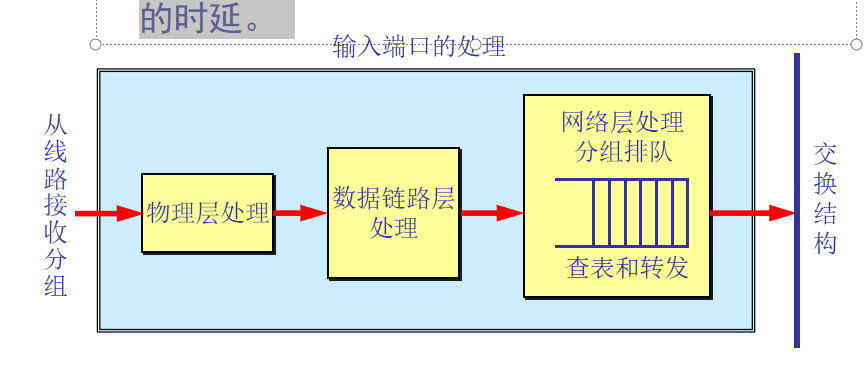 的时延。
输入端口的处理
从线路接收分组
物理层处理
数据链路层
处理
网络层处理
分组排队
查表和转发
交换结构